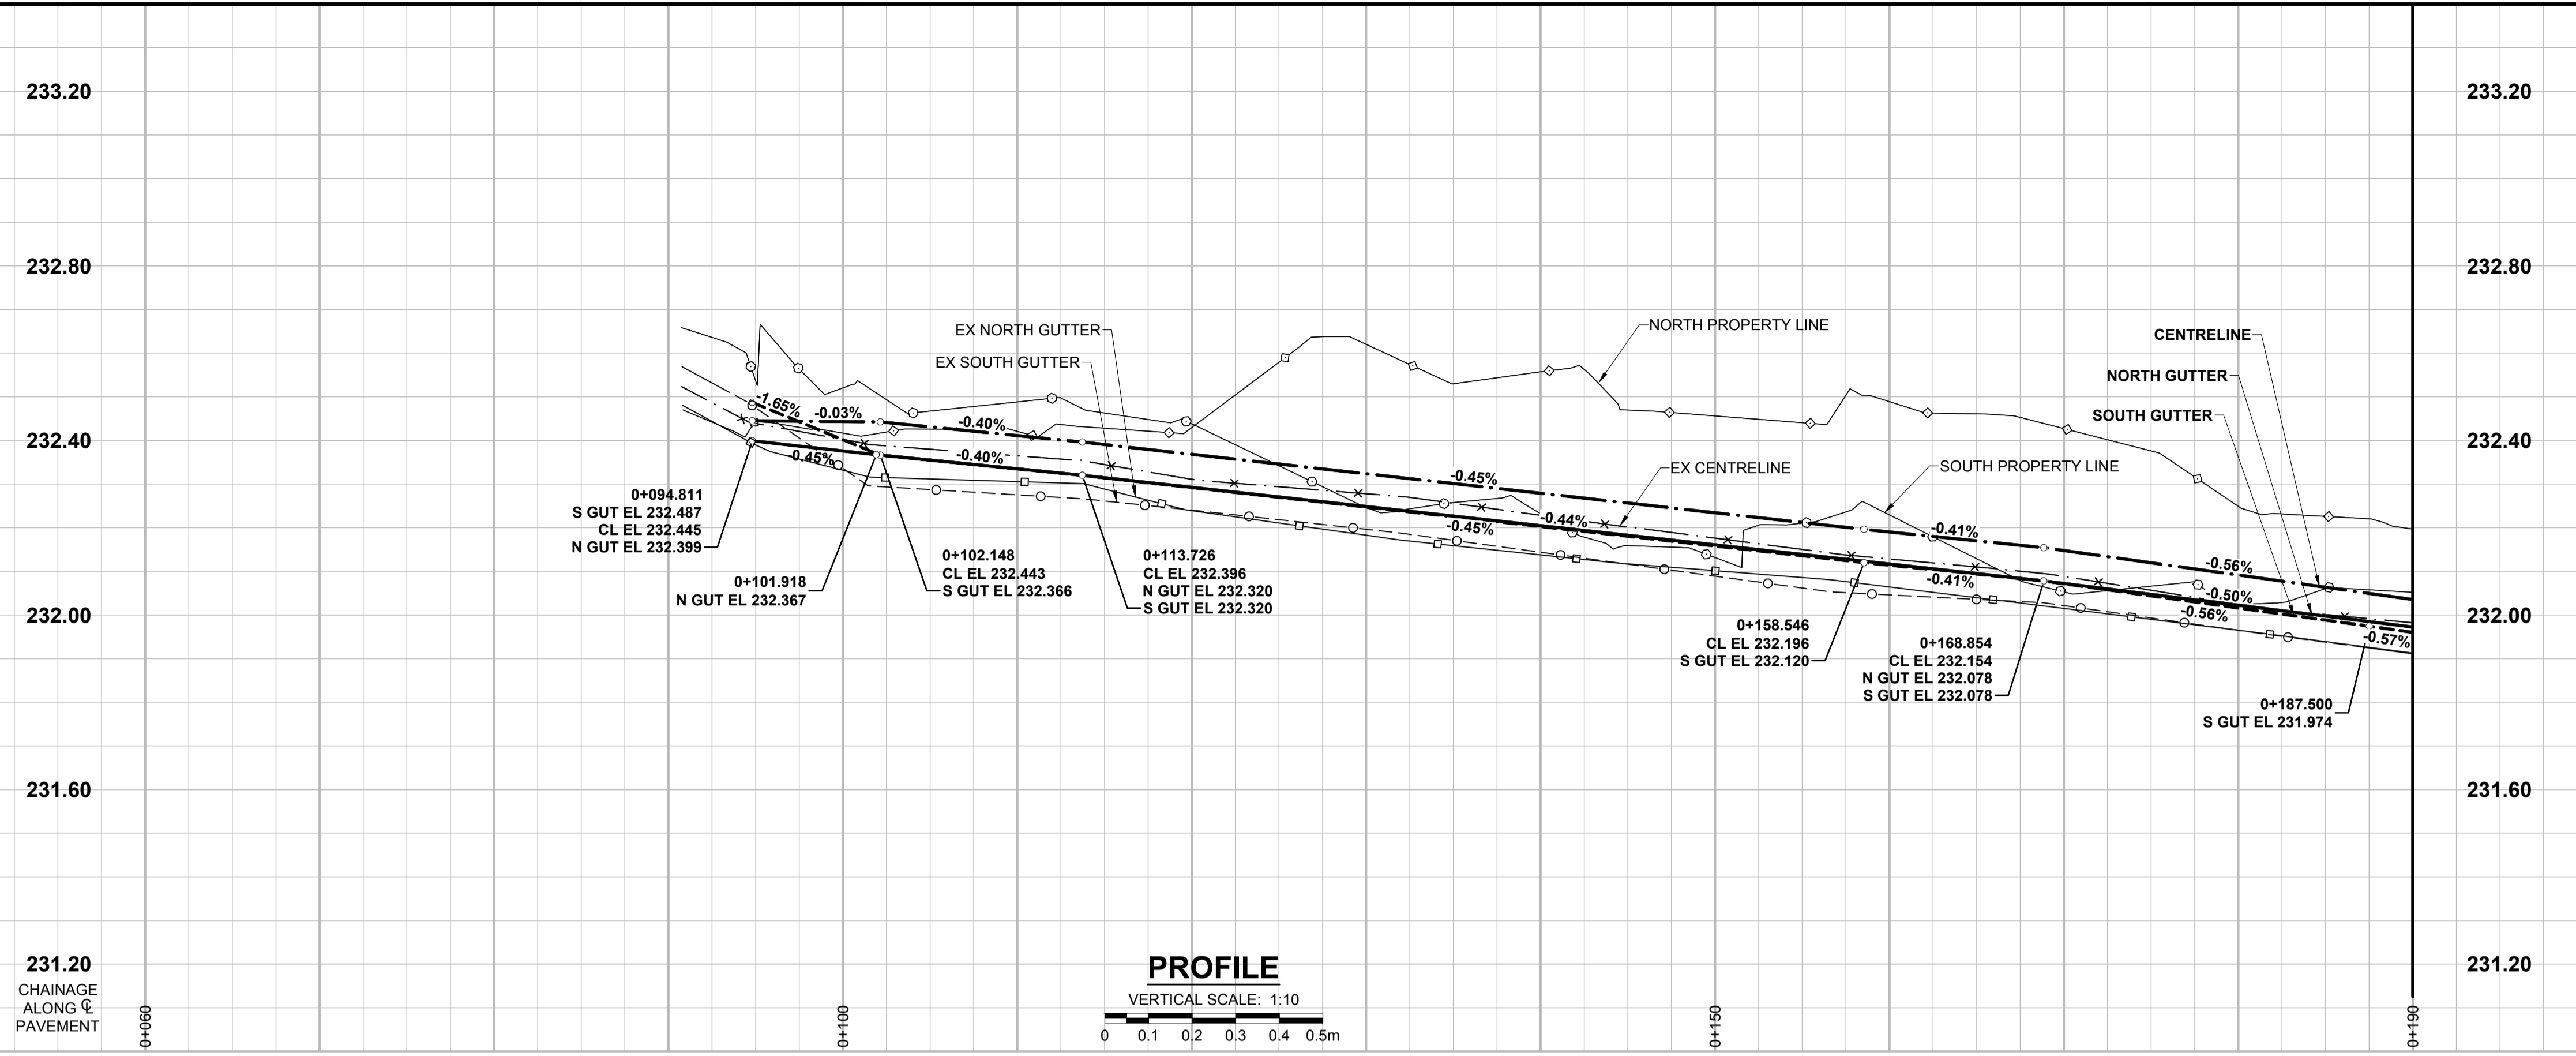 233.20
233.20
232.80
232.80
EX NORTH GUTTER
NORTH PROPERTY LINE
CENTRELINE
EX SOUTH GUTTER
NORTH GUTTER
SOUTH GUTTER
-1.65%
-0.03%
-0.40%
232.40
232.40
-0.45%
-0.40%
-0.45%
EX CENTRELINE
SOUTH PROPERTY LINE
0+094.811
S GUT EL 232.487
CL EL 232.445
N GUT EL 232.399
-0.45%
-0.44%
-0.41%
0+101.918
N GUT EL 232.367
0+102.148
CL EL 232.443
S GUT EL 232.366
0+113.726
CL EL 232.396
N GUT EL 232.320
S GUT EL 232.320
-0.41%
-0.56%
-0.50%
-0.56%
-0.57%
232.00
232.00
0+158.546
CL EL 232.196
S GUT EL 232.120
0+168.854
CL EL 232.154
N GUT EL 232.078
S GUT EL 232.078
0+187.500
S GUT EL 231.974
231.60
231.60
231.20
231.20
CHAINAGE
ALONG ℄
PAVEMENT
0+060
0+100
PROFILE
VERTICAL SCALE: 1:10
0 0.1 0.2 0.3 0.4 0.5m
0+150
0+190